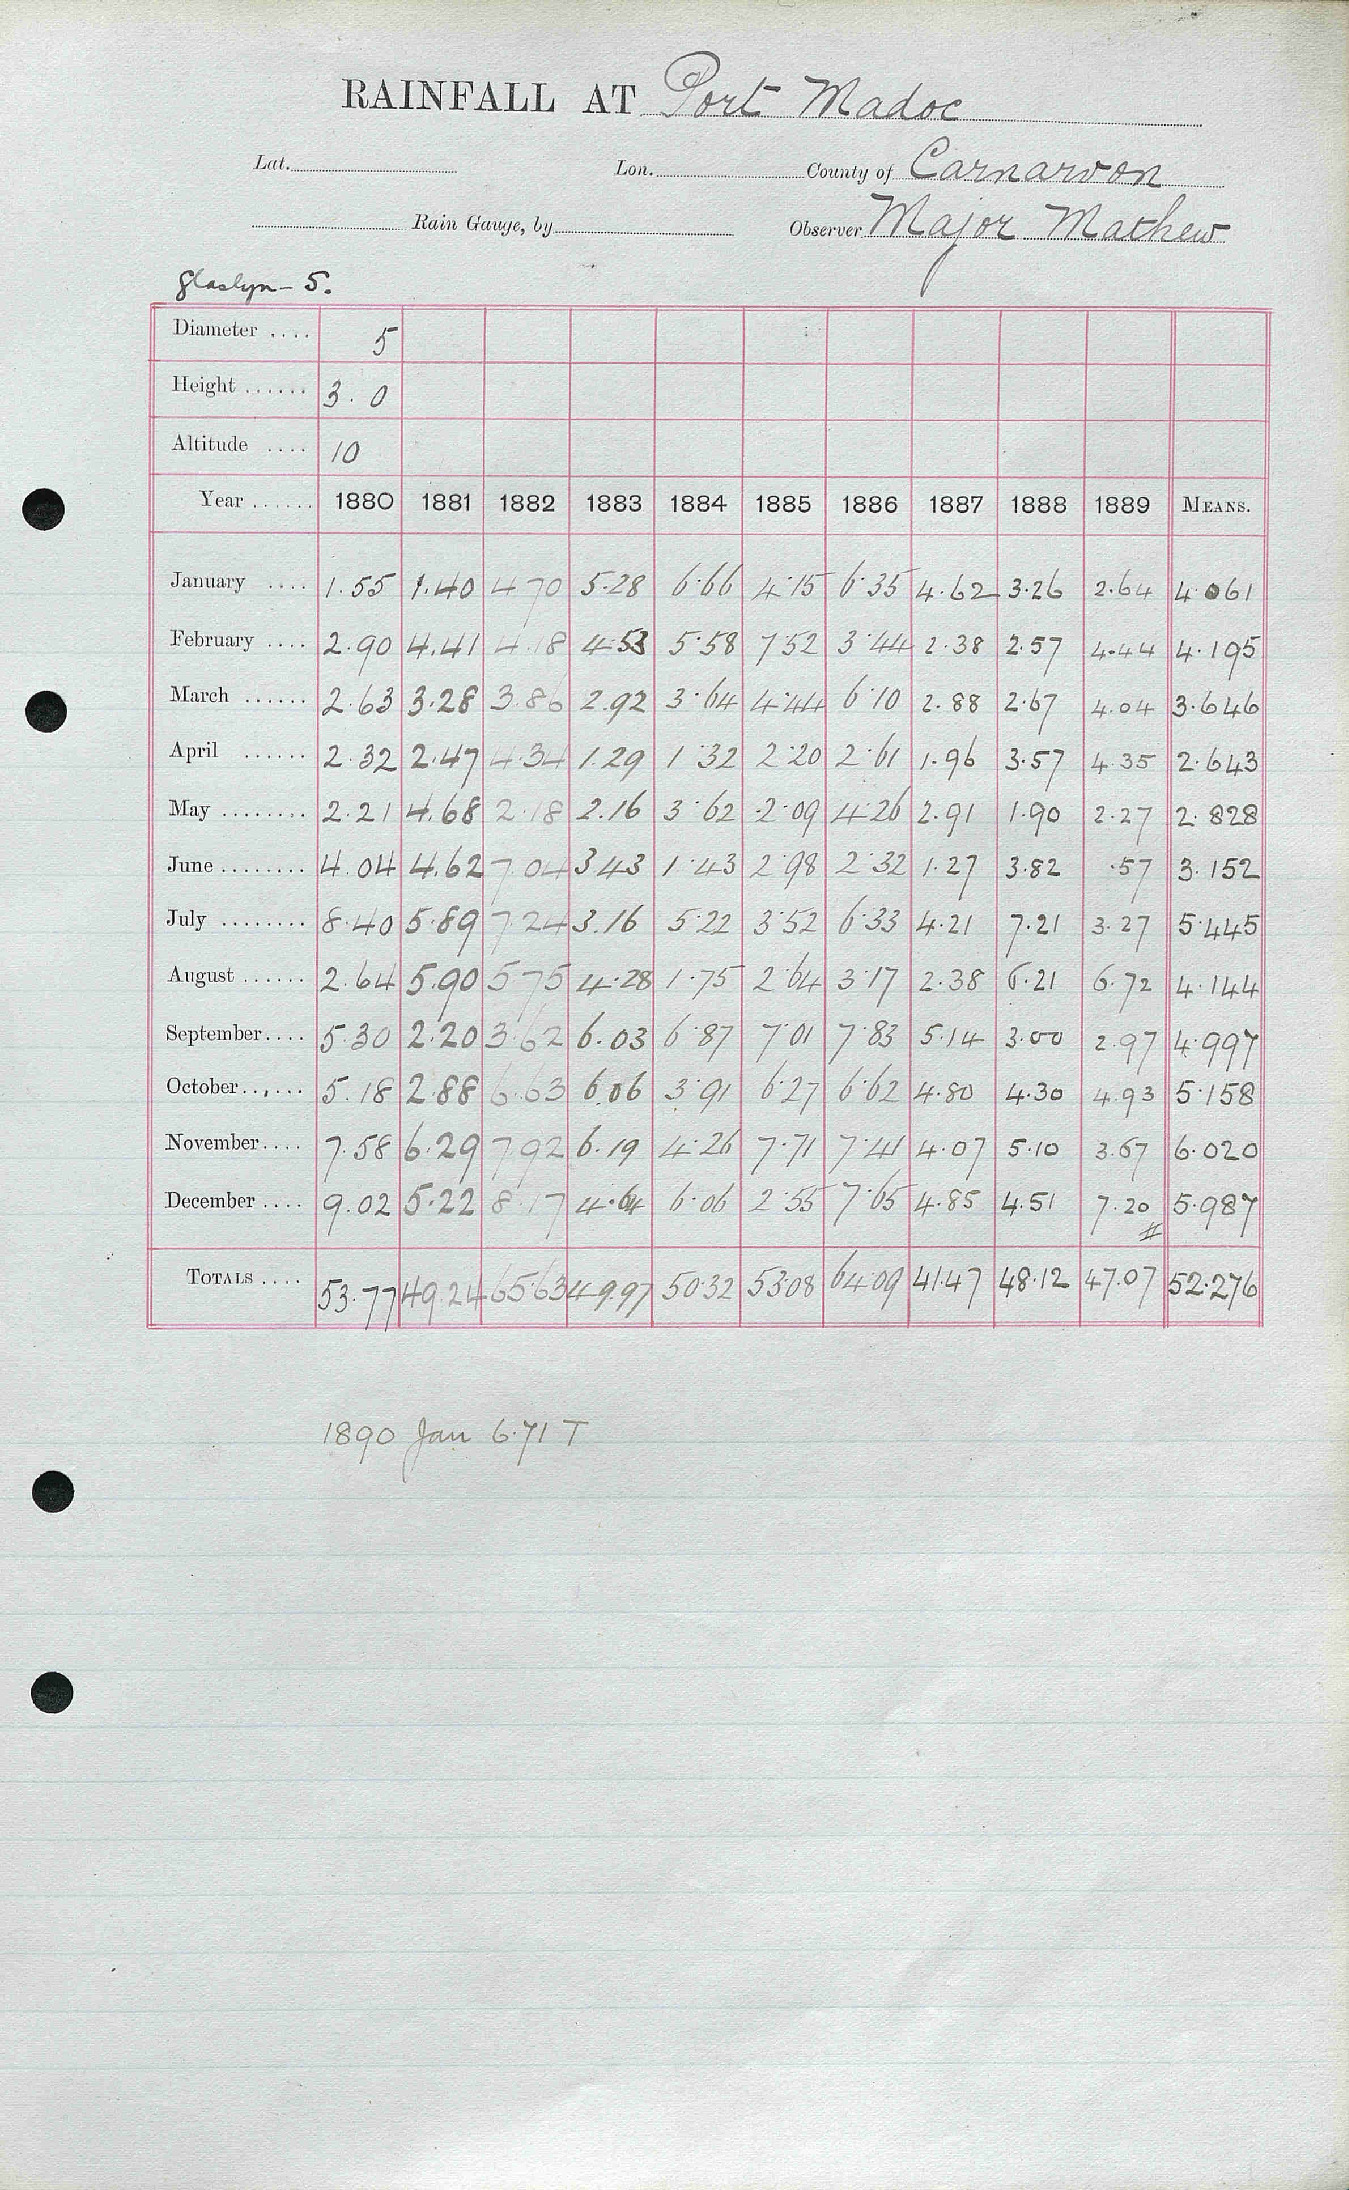 RAINFALL AT Port Madoc
Lat. Lon. County of Carnarvon
Rain Gauge, by Observer Major Mathew
Glaslyn - 5.
Diameter .... 5
Height ...... 3. 0
Altitude .... 10
Year ...... 1880 1881 1882 1883 1884 1885 1886 1887 1888 1889 MEANS.
January .... 1.55 1.40 4.70 5.28 6.66 4.15 6.35 4.62 3.26 2.64 4.061
February .... 2.90 4.41 4.18 4.53 5.58 7.52 3.44 2.38 2.57 4.44 4.195
March ...... 2.63 3.28 3.86 2.92 3.64 4.44 6.10 2.88 2.67 4.04 3.646
April ...... 2.32 2.47 4.34 1.29 1.32 2.20 2.61 1.96 3.57 4.35 2.643
May ........ 2.21 4.68 2.18 2.16 3.62 2.09 4.26 2.91 1.90 2.27 2.828
June ........ 4.04 4.62 7.04 3.43 1.43 2.98 2.32 1.27 3.82 .57 3.152
July ........ 8.40 5.89 7.24 3.16 5.22 3.52 6.33 4.21 7.21 3.27 5.445
August ...... 2.64 5.90 5.75 4.28 1.75 2.64 3.17 2.38 6.21 6.72 4.144
September .... 5.30 2.20 3.62 6.03 6.87 7.01 7.83 5.14 3.00 2.97 4.997
October ...... 5.18 2.88 6.63 6.06 3.91 6.27 6.62 4.80 4.30 4.93 5.158
November .... 7.58 6.29 7.92 6.19 4.26 7.71 7.41 4.07 5.10 3.67 6.020
December .... 9.02 5.22 8.17 4.64 6.06 2.55 7.65 4.85 4.51 7.20 5.987
TOTALS .... 53.77 49.24 65.63 49.97 50.32 53.08 64.09 41.47 48.12 47.07 52.276
1890 Jan 6.71 T